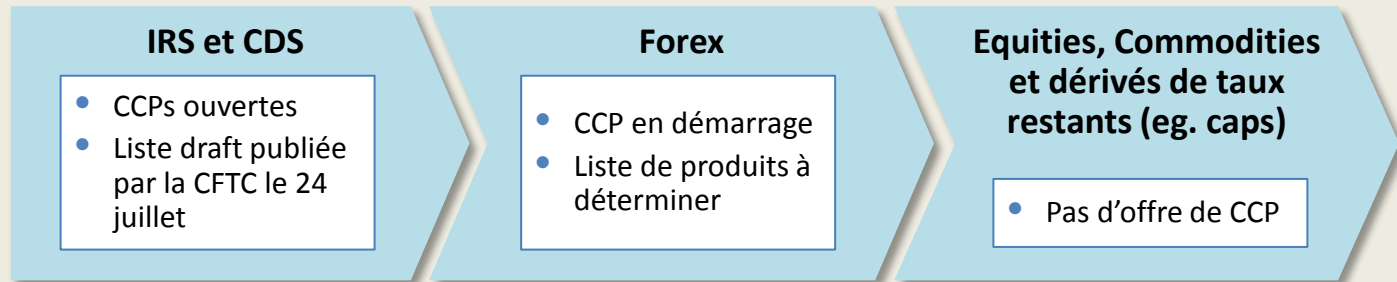 IRS et CDS
• CCPs ouvertes
• Liste draft publiée
par la CFTC le 24
juillet
Forex
• CCP en démarrage
• Liste de produits à
déterminer
Equities, Commodities
et dérivés de taux
restants (eg. caps)
• Pas d’offre de CCP